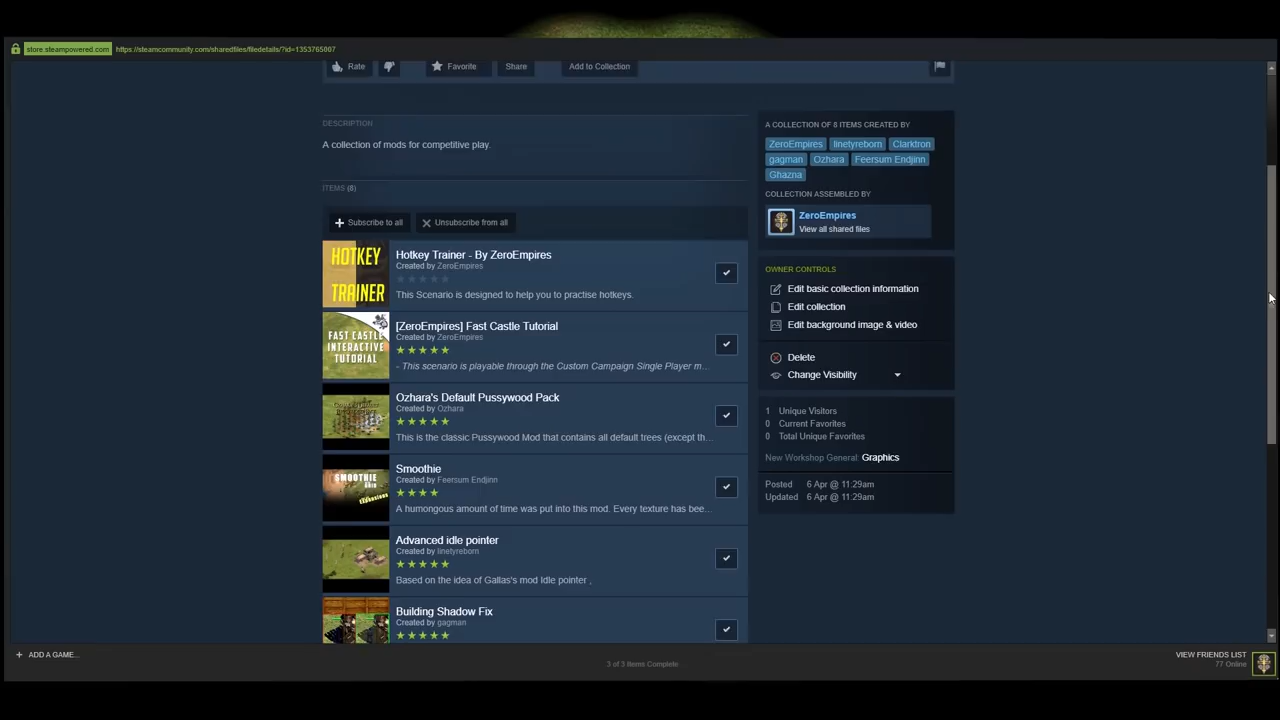 store.steampowered.com https://steamcommunity.com/sharedfiles/filedetails/?id=1353765007
Rate Favorite Share Add to Collection
DESCRIPTION
A collection of mods for competitive play.
ITEMS (8)
Subscribe to all Unsubscribe from all
HOTKEY
TRAINER
Hotkey Trainer - By ZeroEmpires
Created by ZeroEmpires
This Scenario is designed to help you to practise hotkeys.
FAST CASTLE
INTERACTIVE
TUTORIAL
[ZeroEmpires] Fast Castle Tutorial
Created by ZeroEmpires
- This scenario is playable through the Custom Campaign Single Player m...
Ozhara's Default Pussywood Pack
Created by Ozhara
This is the classic Pussywood Mod that contains all default trees (except th...
SMOOTHIE
Smoothie
Created by Feersum Endjinn
A humongous amount of time was put into this mod. Every texture has bee...
Advanced idle pointer
Created by linetyreborn
Based on the idea of Gallas's mod Idle pointer ,
Building Shadow Fix
Created by gagman
A COLLECTION OF 8 ITEMS CREATED BY
ZeroEmpires linetyreborn Clarktron
gagman Ozhara Feersum Endjinn
Ghazna
COLLECTION ASSEMBLED BY
ZeroEmpires
View all shared files
OWNER CONTROLS
Edit basic collection information
Edit collection
Edit background image & video
Delete
Change Visibility
1 Unique Visitors
0 Current Favorites
0 Total Unique Favorites
New Workshop General: Graphics
Posted 6 Apr @ 11:29am
Updated 6 Apr @ 11:29am
ADD A GAME...
3 of 3 Items Complete
VIEW FRIENDS LIST
77 Online